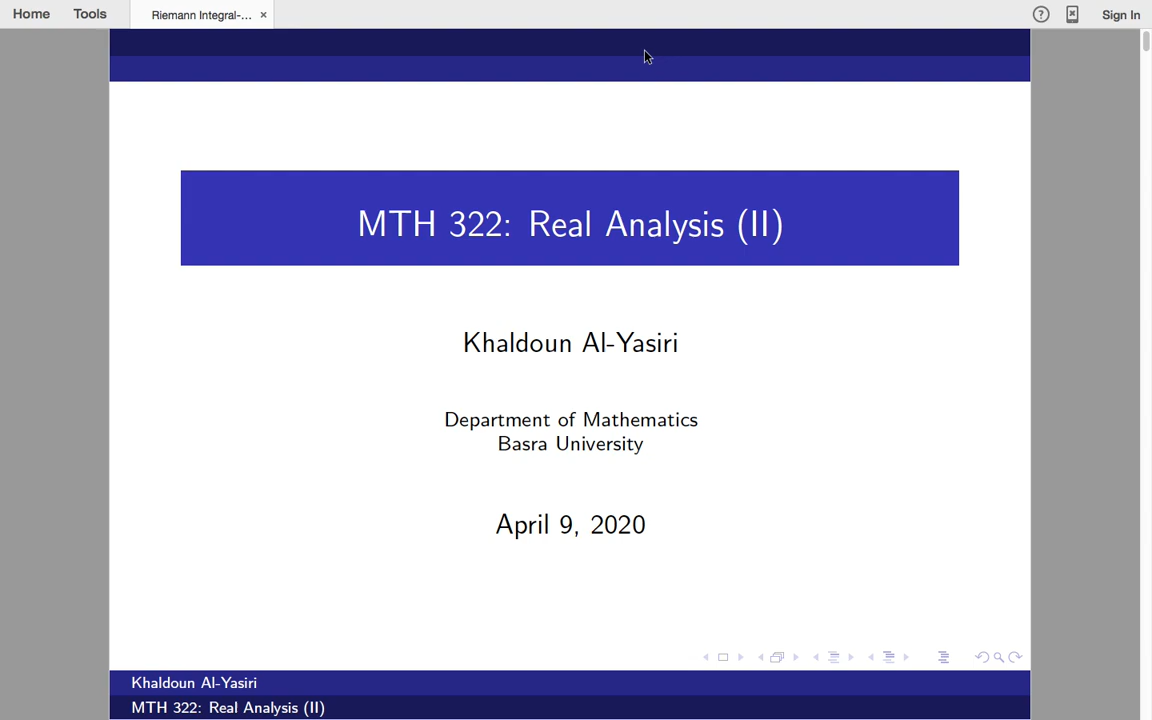 Home Tools Riemann Integral-... × Sign In
MTH 322: Real Analysis (II)
Khaldoun Al-Yasiri
Department of Mathematics
Basra University
April 9, 2020
Khaldoun Al-Yasiri
MTH 322: Real Analysis (II)